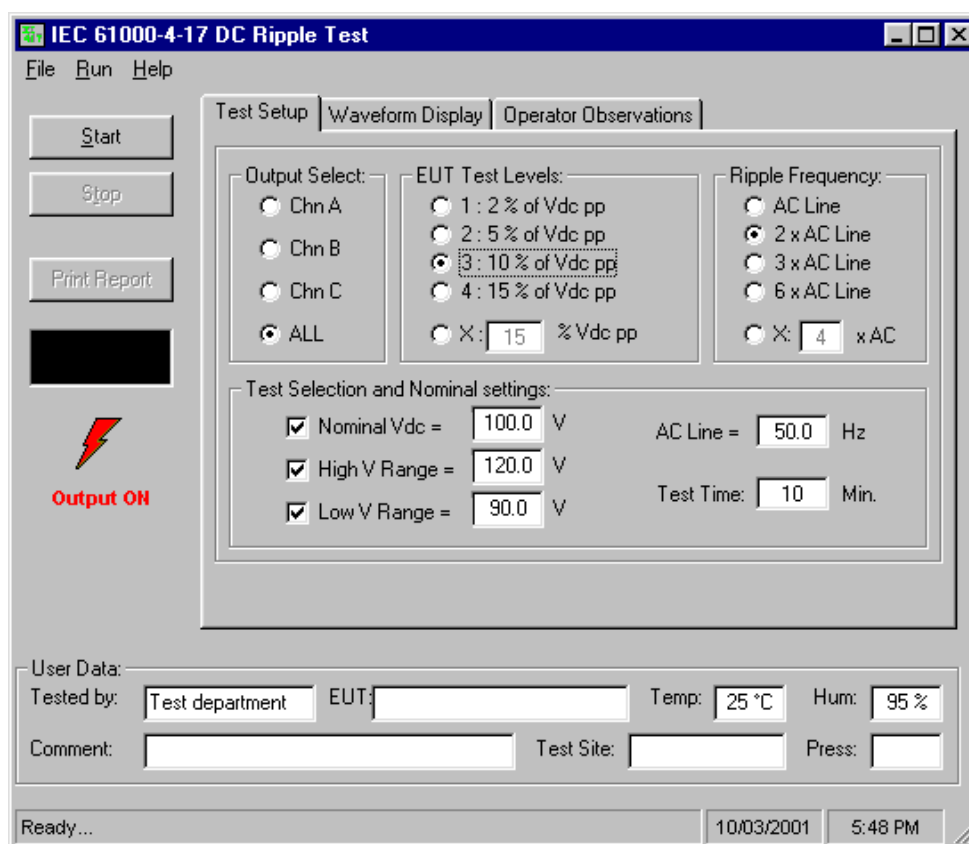 IEC 61000-4-17 DC Ripple Test
File Run Help
Start
Stop
Print Report
Output ON
Test Setup Waveform Display Operator Observations
Output Select:
Chn A
Chn B
Chn C
ALL
EUT Test Levels:
1 : 2 % of Vdc pp
2 : 5 % of Vdc pp
3 : 10 % of Vdc pp
4 : 15 % of Vdc pp
X : 15 % Vdc pp
Ripple Frequency:
AC Line
2 x AC Line
3 x AC Line
6 x AC Line
X: 4 x AC
Test Selection and Nominal settings:
Nominal Vdc = 100.0 V
High V Range = 120.0 V
Low V Range = 90.0 V
AC Line = 50.0 Hz
Test Time: 10 Min.
User Data:
Tested by: Test department EUT: Temp: 25 °C Hum: 95 %
Comment: Test Site: Press:
Ready... 10/03/2001 5:48 PM